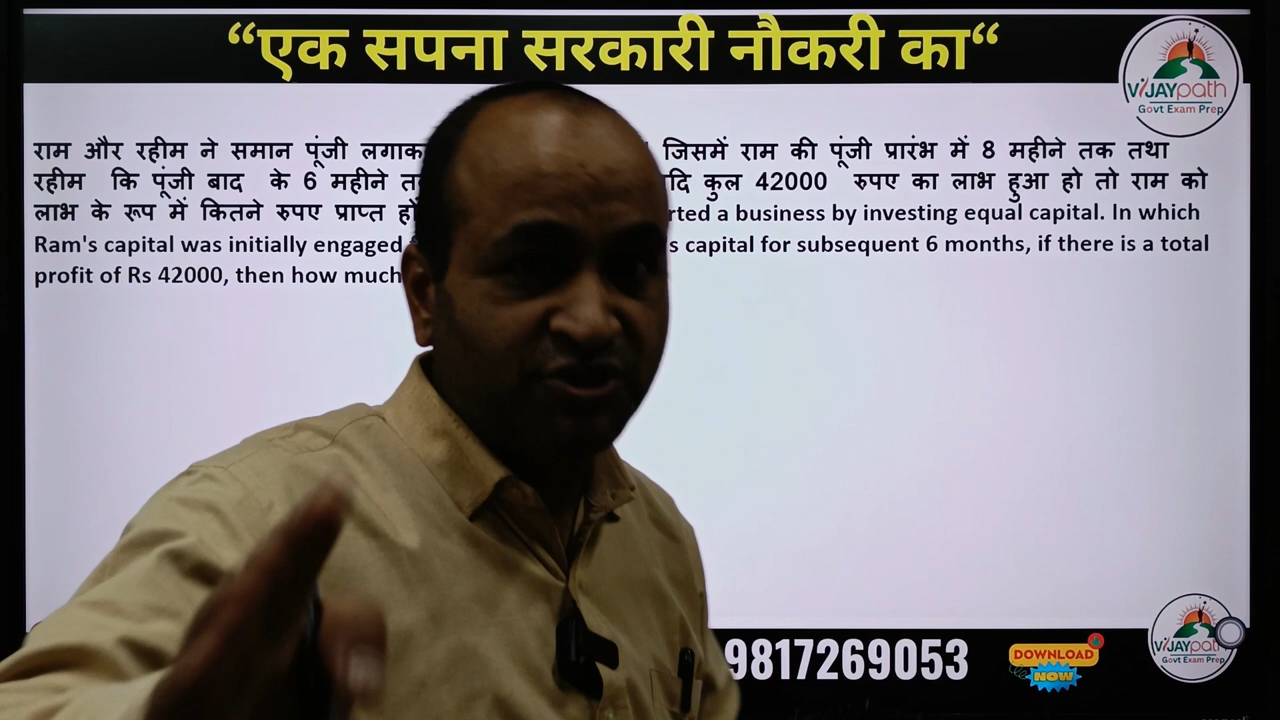 “एक सपना सरकारी नौकरी का“
VIJAYpath
Govt Exam Prep
राम और रहीम ने समान पूंजी लगाक जिसमें राम की पूंजी प्रारंभ में 8 महीने तक तथा
रहीम कि पूंजी बाद के 6 महीने कुल 42000 रुपए का लाभ हुआ हो तो राम को
लाभ के रूप में कितने रुपए प्राप्त a business by investing equal capital. In which
Ram's capital was initially engaged capital for subsequent 6 months, if there is a total
profit of Rs 42000, then how much
9817269053
DOWNLOAD
NOW
VIJAYpath
Govt Exam Prep